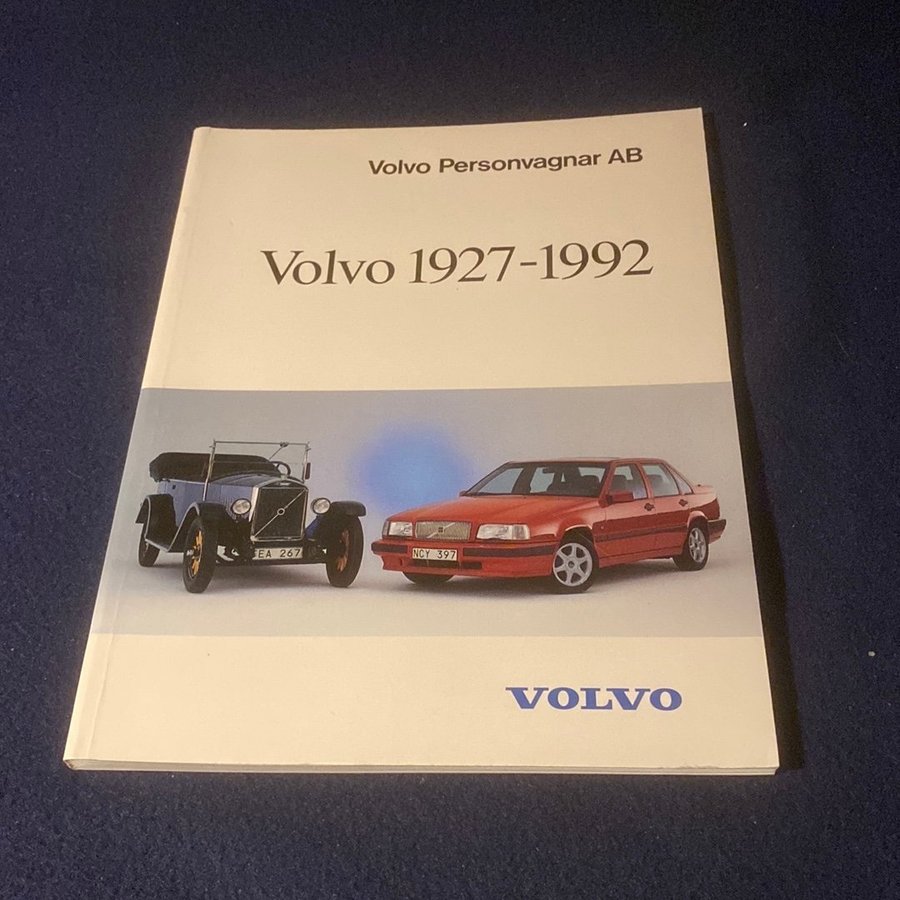 Volvo Personvagnar AB
Volvo 1927-1992
EA 267
NCY 397
VOLVO